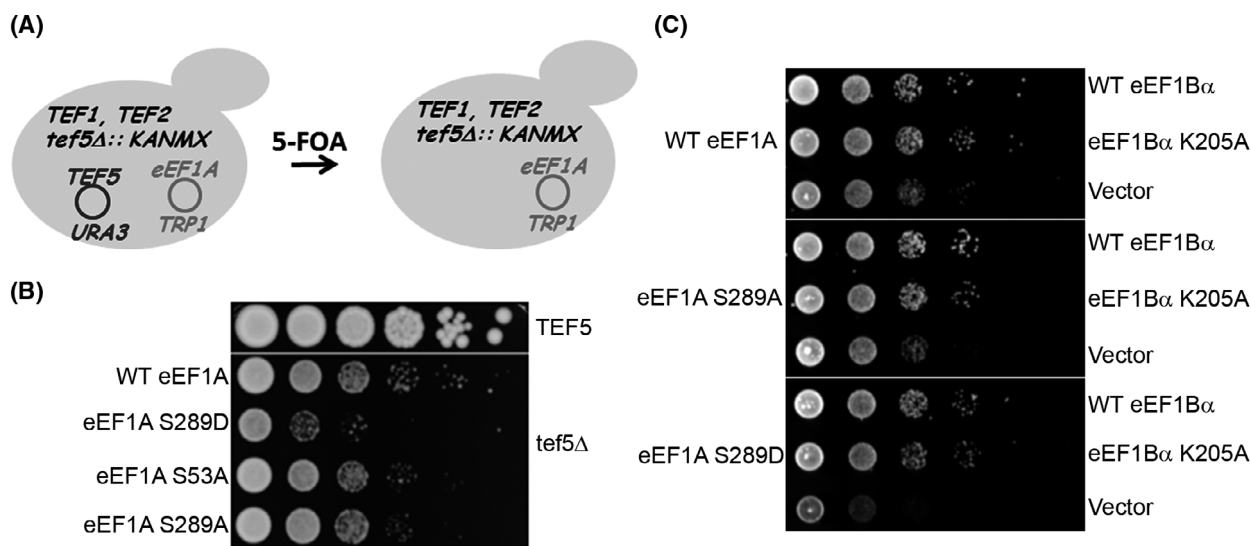 (A)
TEF1, TEF2
tef5Δ:: KANMX
TEF5
URA3
eEF1A
TRP1
5-FOA
TEF1, TEF2
tef5Δ:: KANMX
eEF1A
TRP1
(B)
TEF5
WT eEF1A
eEF1A S289D
eEF1A S53A
eEF1A S289A
tef5Δ
(C)
WT eEF1A
WT eEF1Bα
eEF1Bα K205A
Vector
eEF1A S289A
WT eEF1Bα
eEF1Bα K205A
Vector
eEF1A S289D
WT eEF1Bα
eEF1Bα K205A
Vector